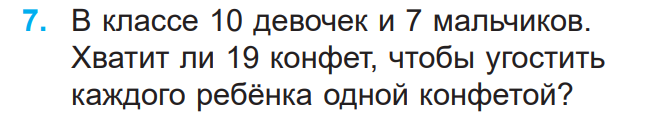 7. В классе 10 девочек и 7 мальчиков.
Хватит ли 19 конфет, чтобы угостить
каждого ребёнка одной конфетой?